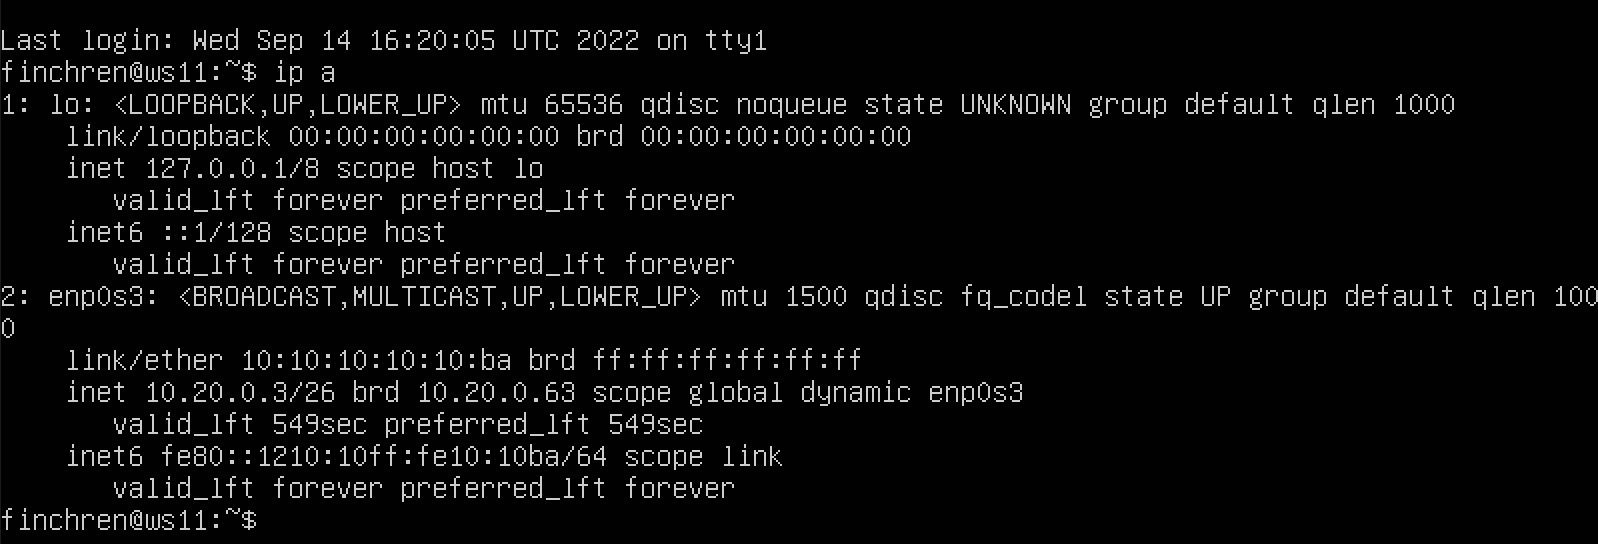 Last login: Wed Sep 14 16:20:05 UTC 2022 on tty1
finchren@ws11:~$ ip a
1: lo: <LOOPBACK,UP,LOWER_UP> mtu 65536 qdisc noqueue state UNKNOWN group default qlen 1000
    link/loopback 00:00:00:00:00:00 brd 00:00:00:00:00:00
    inet 127.0.0.1/8 scope host lo
       valid_lft forever preferred_lft forever
    inet6 ::1/128 scope host
       valid_lft forever preferred_lft forever
2: enp0s3: <BROADCAST,MULTICAST,UP,LOWER_UP> mtu 1500 qdisc fq_codel state UP group default qlen 100
0
    link/ether 10:10:10:10:10:ba brd ff:ff:ff:ff:ff:ff
    inet 10.20.0.3/26 brd 10.20.0.63 scope global dynamic enp0s3
       valid_lft 549sec preferred_lft 549sec
    inet6 fe80::1210:10ff:fe10:10ba/64 scope link
       valid_lft forever preferred_lft forever
finchren@ws11:~$